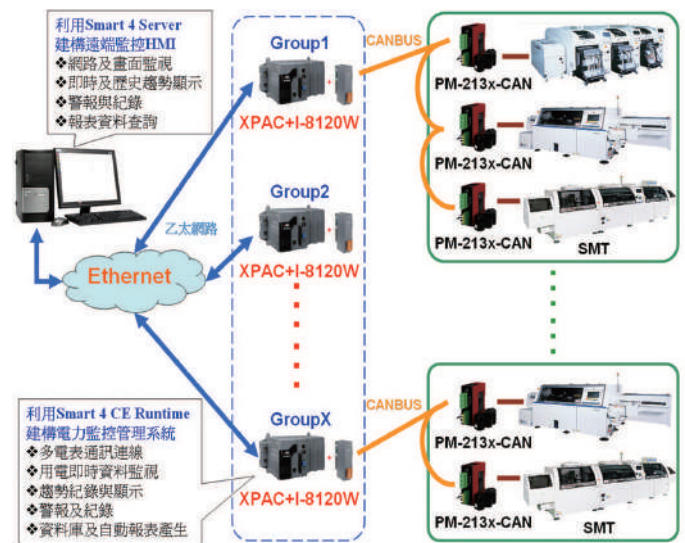 利用Smart 4 Server
建構遠端監控HMI
❖網路及畫面監視
❖即時及歷史趨勢顯示
❖警報與紀錄
❖報表資料查詢
Group1
+
XPAC+I-8120W
CANBUS
PM-213x-CAN
PM-213x-CAN
PM-213x-CAN
SMT
Group2
+
XPAC+I-8120W
乙太網路
Ethernet
利用Smart 4 CE Runtime
建構電力監控管理系統
❖多電表通訊連線
❖用電即時資料監視
❖趨勢紀錄與顯示
❖警報及紀錄
❖資料庫及自動報表產生
GroupX
+
XPAC+I-8120W
CANBUS
PM-213x-CAN
PM-213x-CAN
SMT